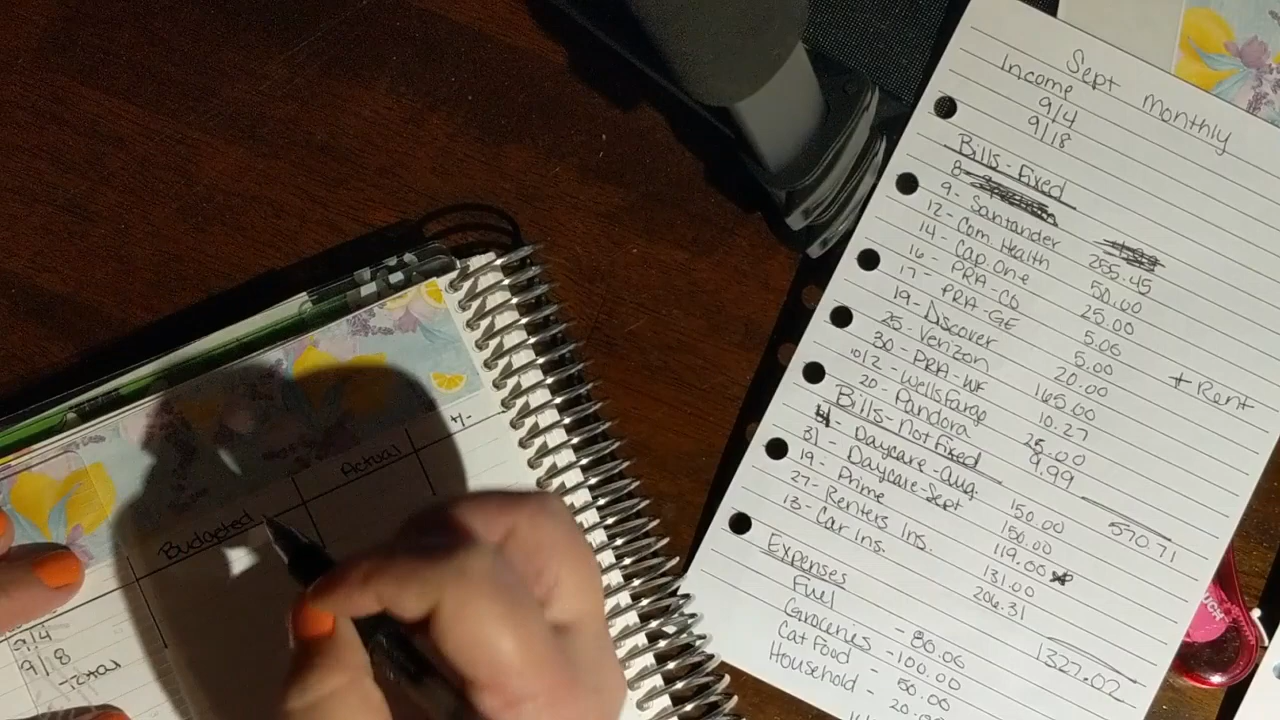 Budgeted Actual +/-
9/4
9/18
Total
Sept Monthly
Income
9/4
9/18
Bills-Fixed
8-
9- Santander 255.45
12- Com. Health 50.00
14- Cap. One 25.00
16- PRA-CO 5.00
17- PRA-GE 5.00
19- Discover 20.00
25- Verizon 165.00
30- PRA-WF 10.27
10/2- Wells Fargo 25.00
20- Pandora 9.99
+ Rent
570.71
Bills-Not Fixed
Daycare-Aug. 150.00
31- Daycare-Sept 150.00
19- Prime 119.00
27- Renters Ins. 131.00
13- Car Ins. 206.31
1327.02
Expenses
Fuel - 80.00
Groceries - 100.00
Cat Food 50.00
Household - 20.00